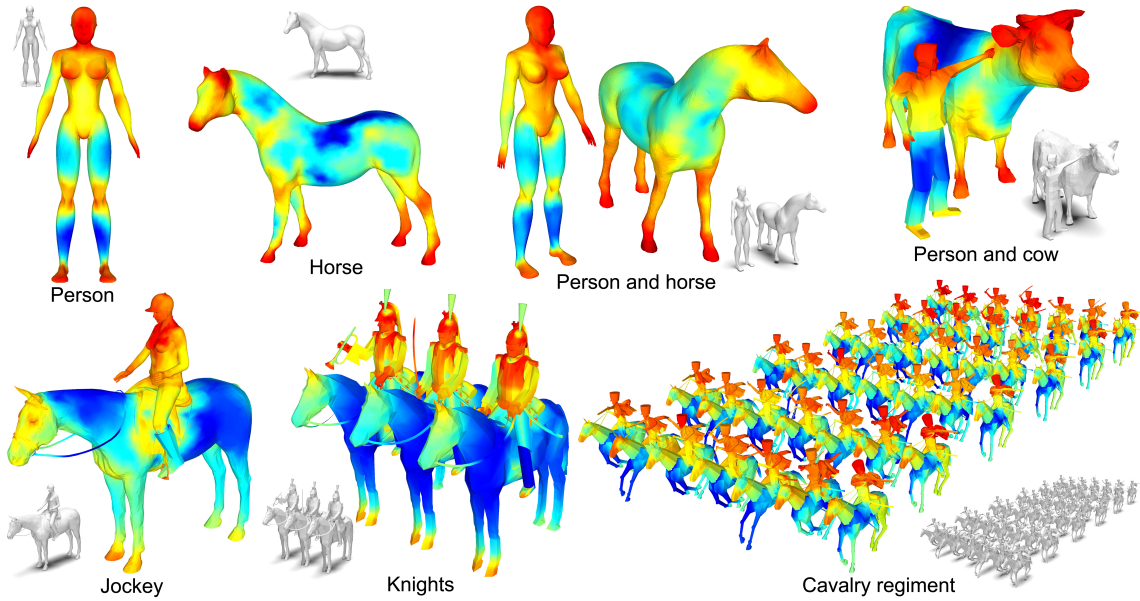 Person
Horse
Person and horse
Person and cow
Jockey
Knights
Cavalry regiment